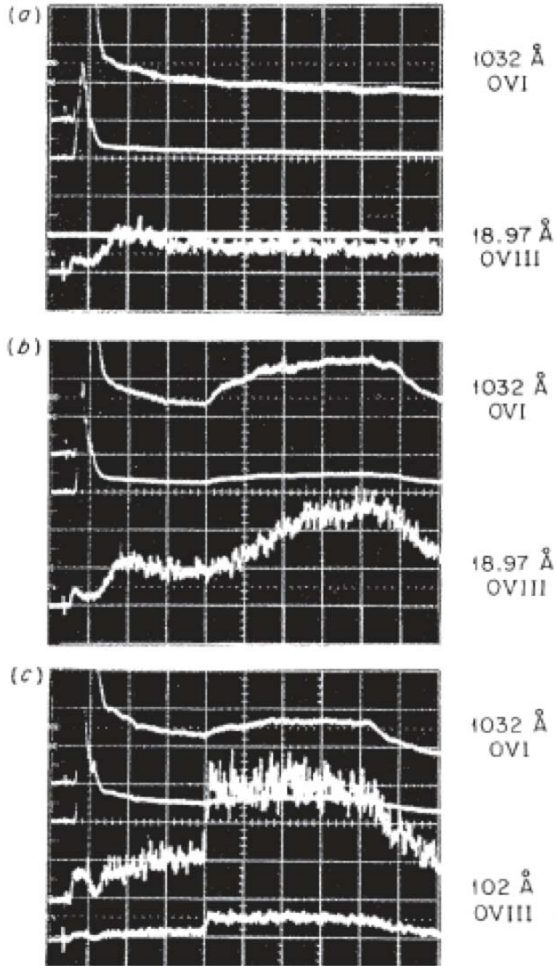 (a)
1032 Å
OVI
18.97 Å
OVIII
(b)
1032 Å
OVI
18.97 Å
OVIII
(c)
1032 Å
OVI
102 Å
OVIII